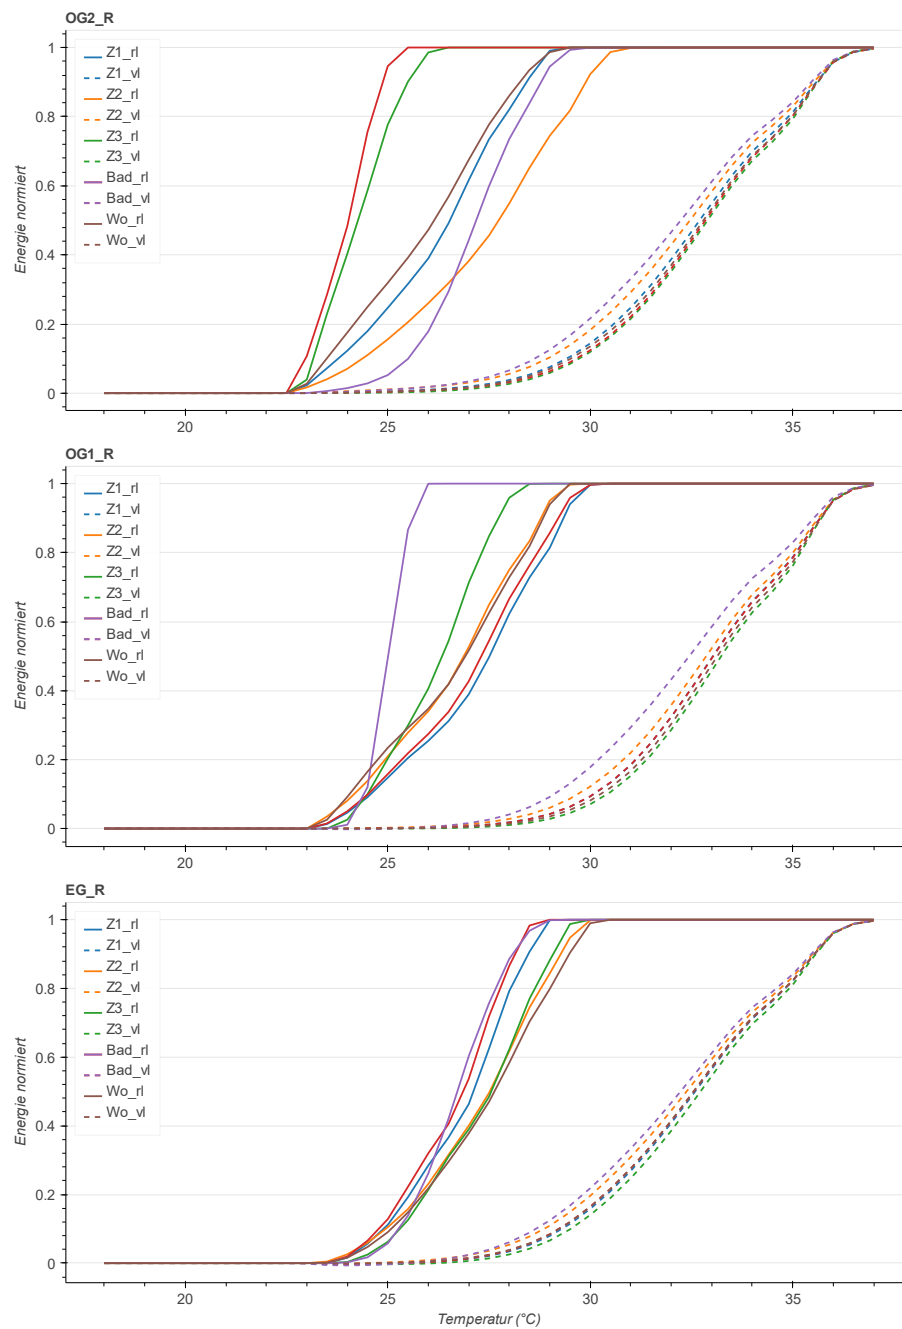 OG2_R
Z1_rl
Z1_vl
Z2_rl
Z2_vl
Z3_rl
Z3_vl
Bad_rl
Bad_vl
Wo_rl
Wo_vl
Energie normiert
1
0.8
0.6
0.4
0.2
0
20 25 30 35
OG1_R
Z1_rl
Z1_vl
Z2_rl
Z2_vl
Z3_rl
Z3_vl
Bad_rl
Bad_vl
Wo_rl
Wo_vl
Energie normiert
1
0.8
0.6
0.4
0.2
0
20 25 30 35
EG_R
Z1_rl
Z1_vl
Z2_rl
Z2_vl
Z3_rl
Z3_vl
Bad_rl
Bad_vl
Wo_rl
Wo_vl
Energie normiert
1
0.8
0.6
0.4
0.2
0
20 25 30 35
Temperatur (°C)